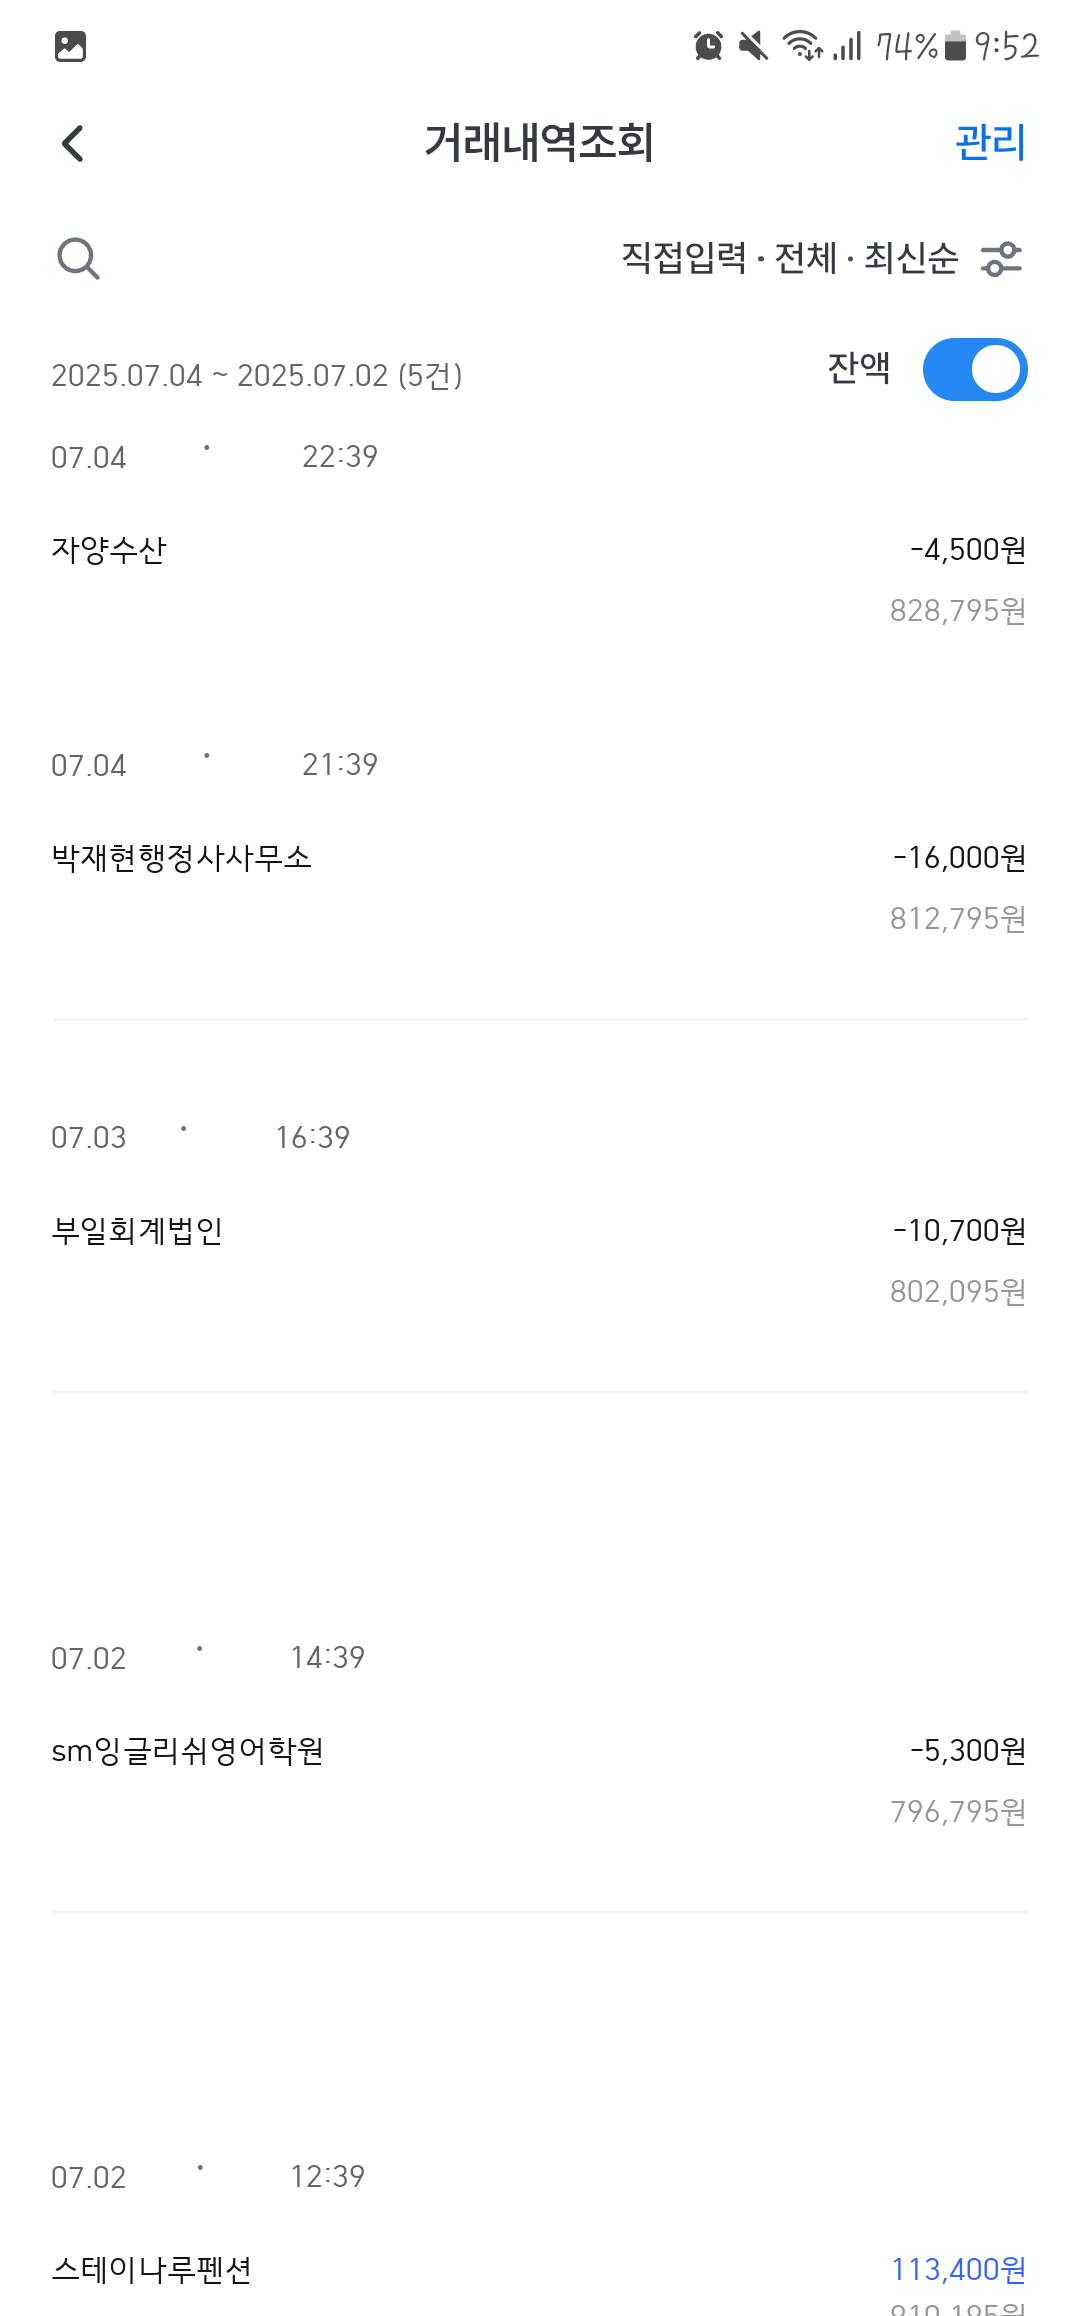 74% 9:52
거래내역조회 관리
직접입력 · 전체 · 최신순
2025.07.04 ~ 2025.07.02 (5건) 잔액
07.04 · 22:39
자양수산 -4,500원
828,795원
07.04 · 21:39
박재현행정사사무소 -16,000원
812,795원
07.03 · 16:39
부일회계법인 -10,700원
802,095원
07.02 · 14:39
sm잉글리쉬영어학원 -5,300원
796,795원
07.02 · 12:39
스테이나루펜션 113,400원